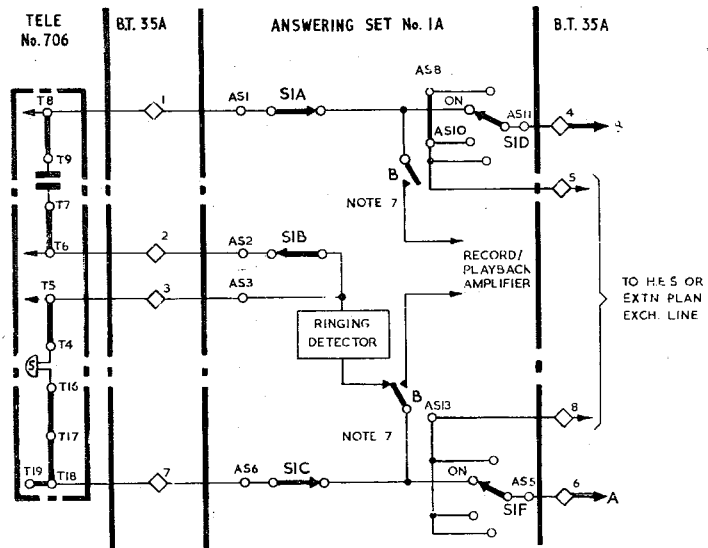 TELE
No. 706
B.T. 35A
ANSWERING SET No. 1A
B.T. 35A
T8
1
AS1
S1A
AS8
ON
AS11
4
S1D
AS10
T9
B
5
NOTE 7
T7
T6
2
AS2
S1B
RECORD/
PLAYBACK
AMPLIFIER
T5
3
AS3
TO H.E.S OR
EXTN PLAN
EXCH. LINE
RINGING
DETECTOR
T4
S
T16
B
AS13
8
T17
NOTE 7
T19
T18
7
AS6
S1C
ON
AS5
6
A
S1F